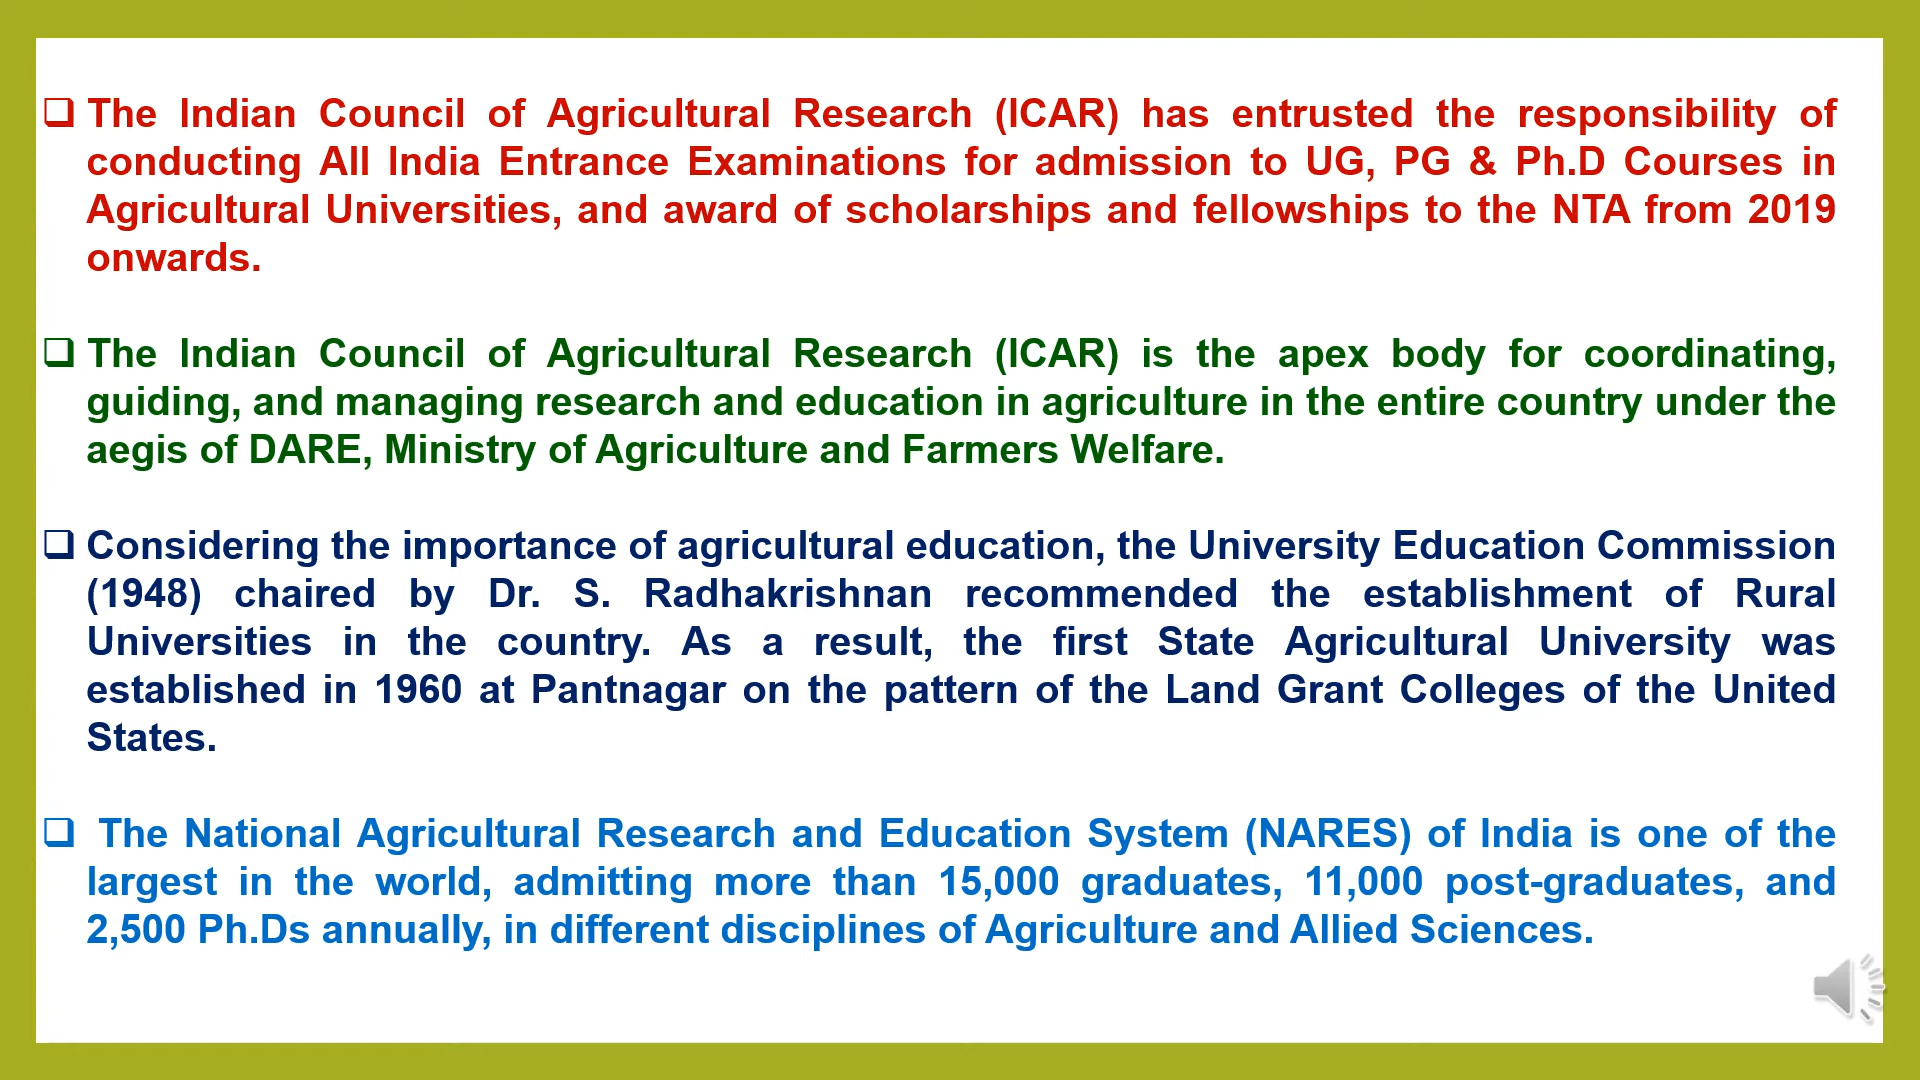 ❑ The Indian Council of Agricultural Research (ICAR) has entrusted the responsibility of
conducting All India Entrance Examinations for admission to UG, PG & Ph.D Courses in
Agricultural Universities, and award of scholarships and fellowships to the NTA from 2019
onwards.
❑ The Indian Council of Agricultural Research (ICAR) is the apex body for coordinating,
guiding, and managing research and education in agriculture in the entire country under the
aegis of DARE, Ministry of Agriculture and Farmers Welfare.
❑ Considering the importance of agricultural education, the University Education Commission
(1948) chaired by Dr. S. Radhakrishnan recommended the establishment of Rural
Universities in the country. As a result, the first State Agricultural University was
established in 1960 at Pantnagar on the pattern of the Land Grant Colleges of the United
States.
❑ The National Agricultural Research and Education System (NARES) of India is one of the
largest in the world, admitting more than 15,000 graduates, 11,000 post-graduates, and
2,500 Ph.Ds annually, in different disciplines of Agriculture and Allied Sciences.